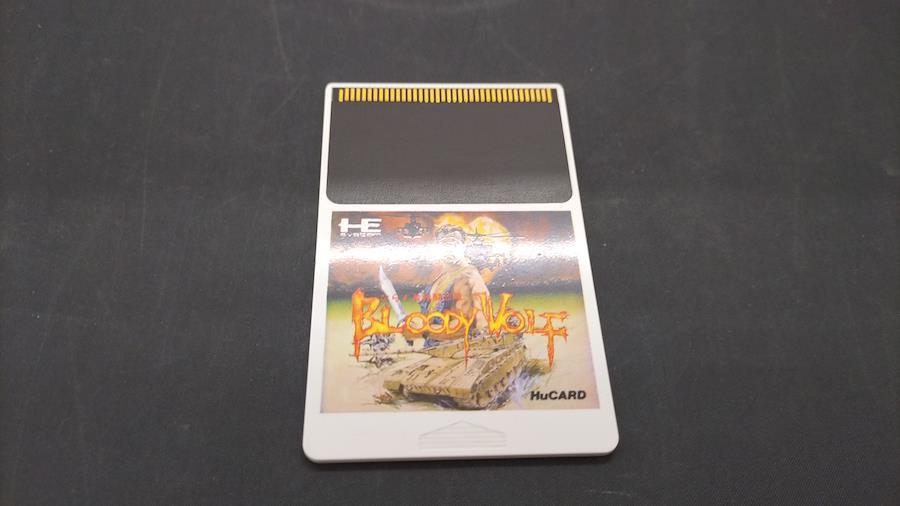 HE
SYSTEM
BLOODY WOLF
HuCARD